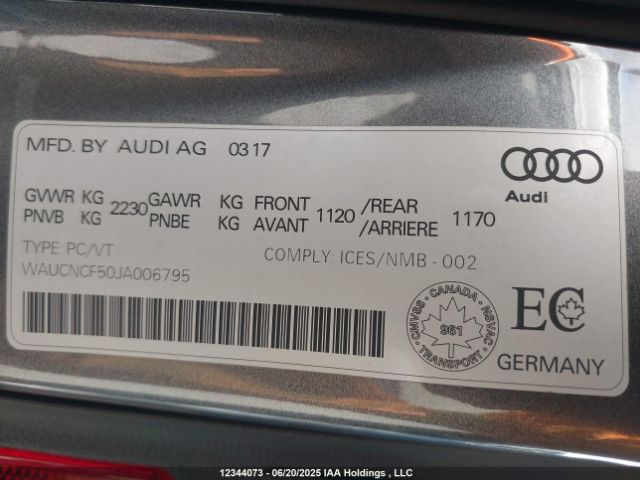 MFD. BY AUDI AG 0317
Audi
GVWR KG 2230 GAWR KG FRONT 1120 /REAR 1170
PNVB KG PNBE KG AVANT /ARRIERE
TYPE: PC/VT
COMPLY: ICES/NMB - 002
WAUCNCF50JA006795
CANADA
CMVSS NSVAC
961
TRANSPORT
EC
GERMANY
12344073 - 06/20/2025 IAA Holdings , LLC